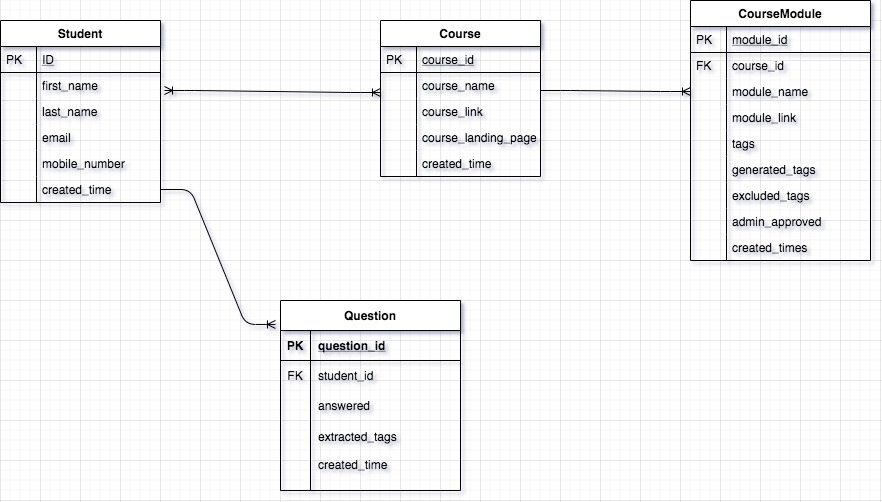 Student
PK ID
first_name
last_name
email
mobile_number
created_time
Course
PK course_id
course_name
course_link
course_landing_page
created_time
CourseModule
PK module_id
FK course_id
module_name
module_link
tags
generated_tags
excluded_tags
admin_approved
created_times
Question
PK question_id
FK student_id
answered
extracted_tags
created_time